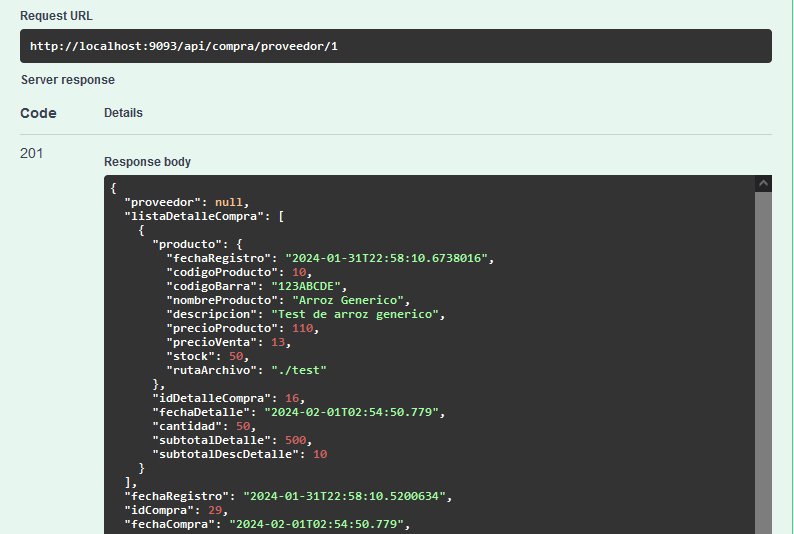 Request URL
http://localhost:9093/api/compra/proveedor/1
Server response
Code Details
201
Response body
{
"proveedor": null,
"listaDetalleCompra": [
{
"producto": {
"fechaRegistro": "2024-01-31T22:58:10.6738016",
"codigoProducto": 10,
"codigoBarra": "123ABCDE",
"nombreProducto": "Arroz Generico",
"descripcion": "Test de arroz generico",
"precioProducto": 110,
"precioVenta": 13,
"stock": 50,
"rutaArchivo": "./test"
},
"idDetalleCompra": 16,
"fechaDetalle": "2024-02-01T02:54:50.779",
"cantidad": 50,
"subtotalDetalle": 500,
"subtotalDescDetalle": 10
}
],
"fechaRegistro": "2024-01-31T22:58:10.5200634",
"idCompra": 29,
"fechaCompra": "2024-02-01T02:54:50.779",